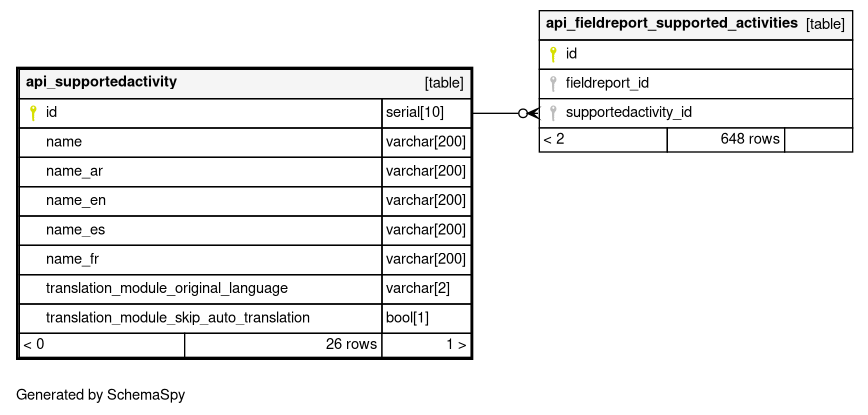 api_supportedactivity [table]
id serial[10]
name varchar[200]
name_ar varchar[200]
name_en varchar[200]
name_es varchar[200]
name_fr varchar[200]
translation_module_original_language varchar[2]
translation_module_skip_auto_translation bool[1]
< 0 26 rows 1 >
api_fieldreport_supported_activities [table]
id
fieldreport_id
supportedactivity_id
< 2 648 rows
Generated by SchemaSpy